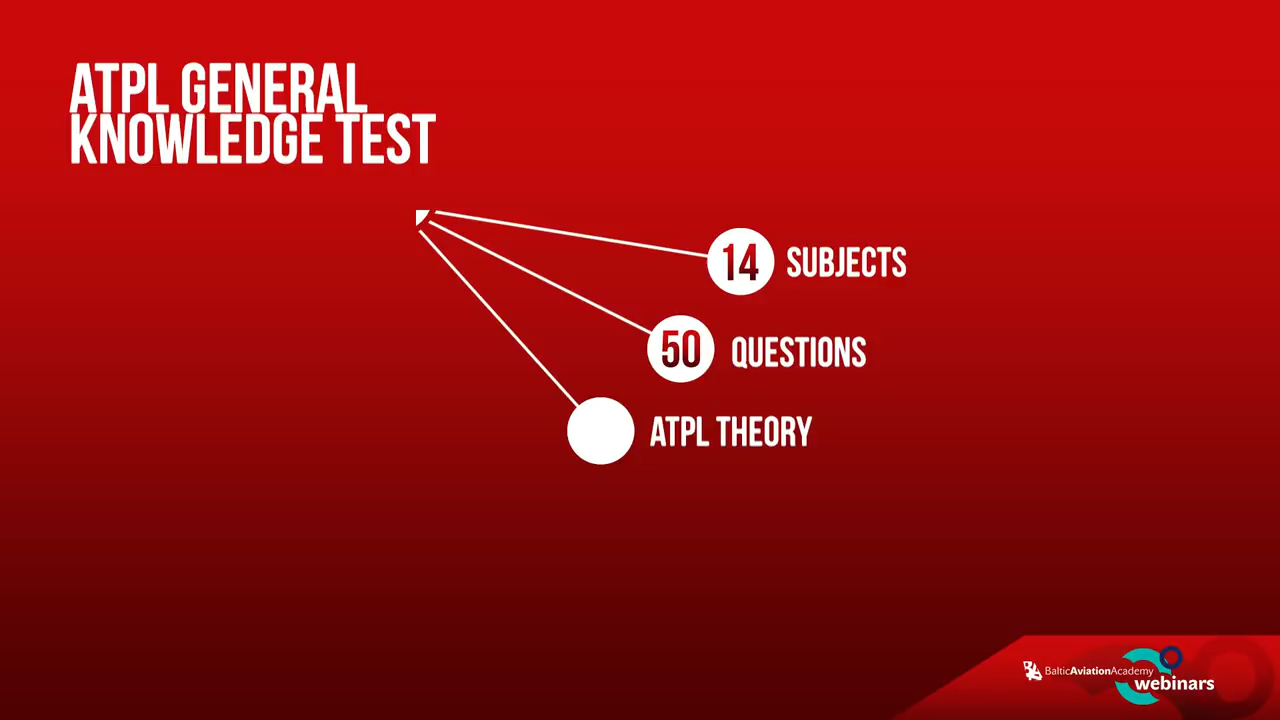 ATPL GENERAL
KNOWLEDGE TEST
14 SUBJECTS
50 QUESTIONS
ATPL THEORY
BalticAviationAcademy
webinars